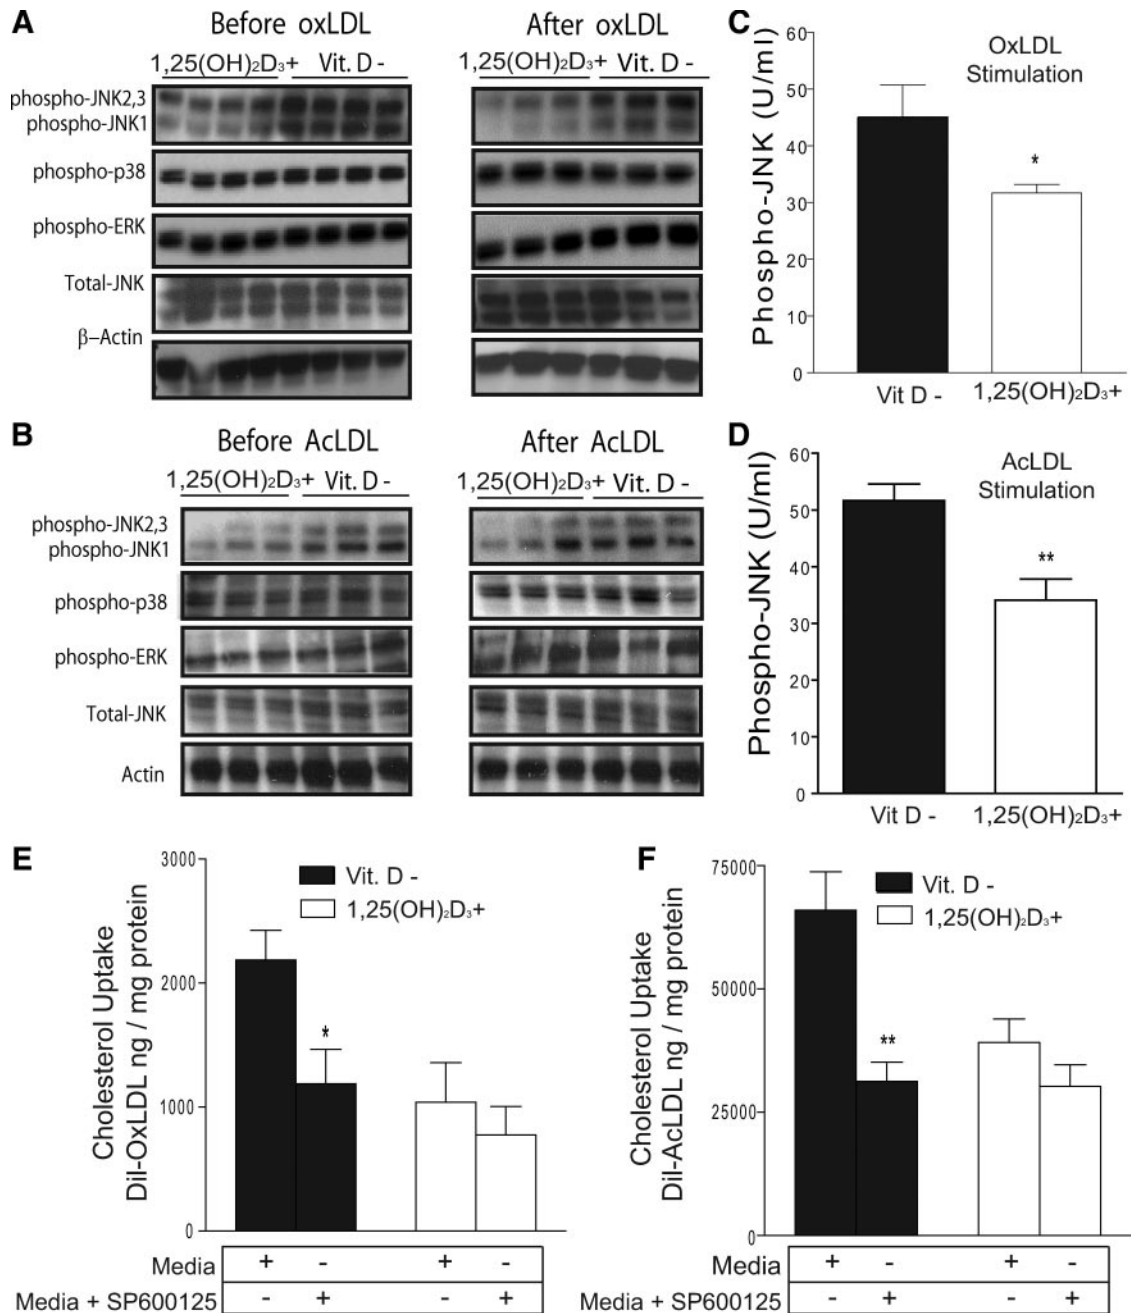 A
Before oxLDL
After oxLDL
1,25(OH)₂D₃+ Vit. D -
1,25(OH)₂D₃+ Vit. D -
phospho-JNK2,3
phospho-JNK1
phospho-p38
phospho-ERK
Total-JNK
β–Actin
C
OxLDL
Stimulation
Phospho-JNK (U/ml)
60
50
40
30
20
10
0
*
Vit D -
1,25(OH)₂D₃+
B
Before AcLDL
After AcLDL
1,25(OH)₂D₃+ Vit. D -
1,25(OH)₂D₃+ Vit. D -
phospho-JNK2,3
phospho-JNK1
phospho-p38
phospho-ERK
Total-JNK
Actin
D
AcLDL
Stimulation
Phospho-JNK (U/ml)
60
50
40
30
20
10
0
**
Vit D -
1,25(OH)₂D₃+
E
Vit. D -
1,25(OH)₂D₃+
Cholesterol Uptake
Dil-OxLDL ng / mg protein
3000
2000
1000
0
*
Media + - + -
Media + SP600125 - + - +
F
Vit. D -
1,25(OH)₂D₃+
Cholesterol Uptake
Dil-AcLDL ng / mg protein
75000
50000
25000
0
**
Media + - + -
Media + SP600125 - + - +